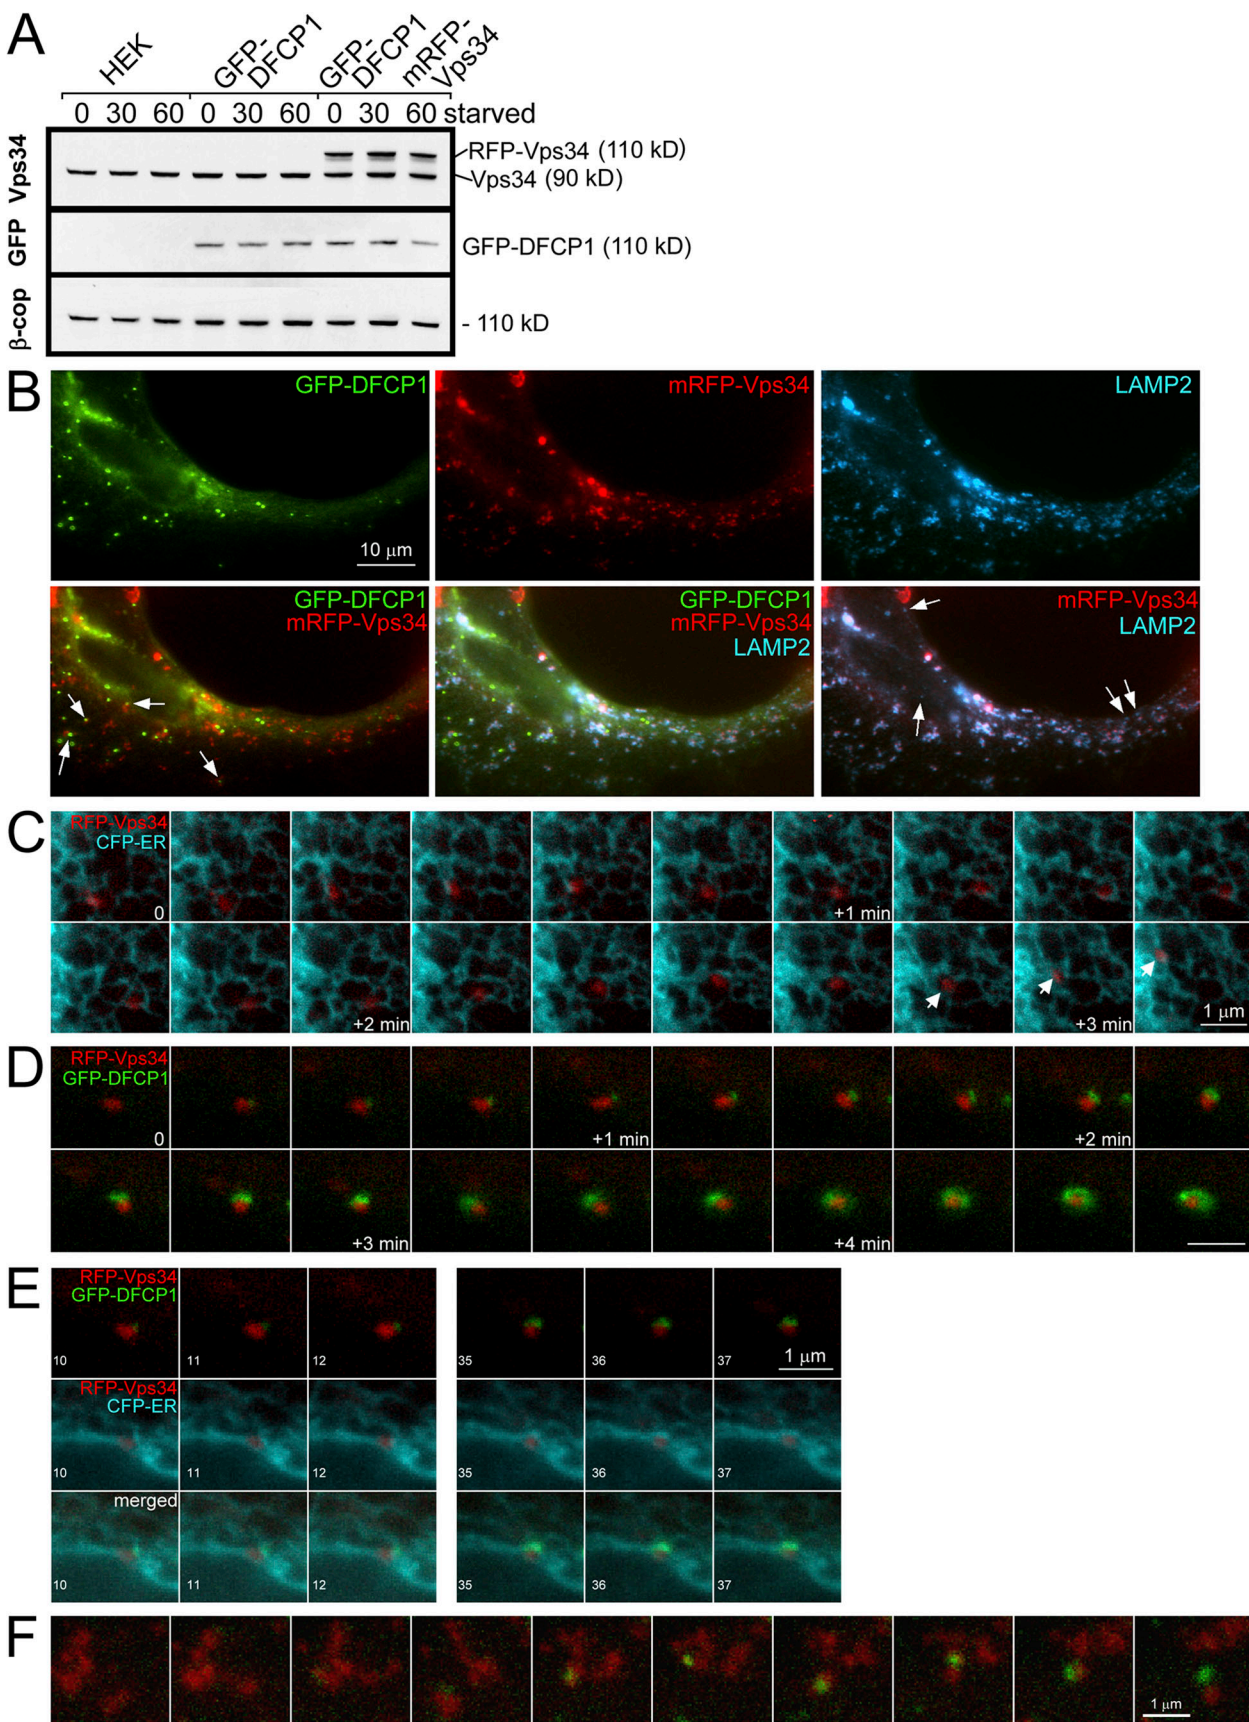 A
HEK
GFP-
DFCP1
GFP-
DFCP1
mRFP-
Vps34
0 30 60 0 30 60 0 30 60 starved
Vps34
RFP-Vps34 (110 kD)
Vps34 (90 kD)
GFP
GFP-DFCP1 (110 kD)
β-cop
- 110 kD
B
GFP-DFCP1
mRFP-Vps34
LAMP2
10 μm
GFP-DFCP1
mRFP-Vps34
GFP-DFCP1
mRFP-Vps34
LAMP2
mRFP-Vps34
LAMP2
C
RFP-Vps34
CFP-ER
0
+1 min
+2 min
+3 min
1 μm
D
RFP-Vps34
GFP-DFCP1
0
+1 min
+2 min
+3 min
+4 min
E
RFP-Vps34
GFP-DFCP1
10 11 12 35 36 37
1 μm
RFP-Vps34
CFP-ER
10 11 12 35 36 37
merged
10 11 12 35 36 37
F
1 μm